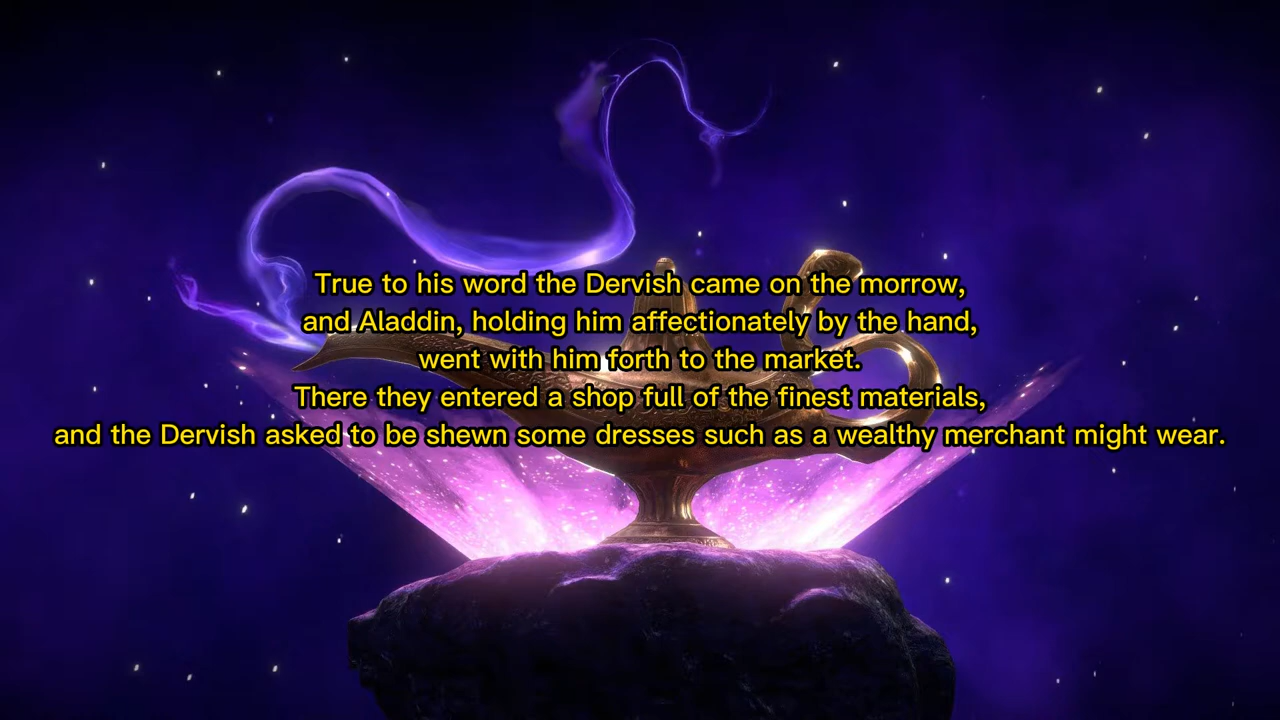 True to his word the Dervish came on the morrow,
and Aladdin, holding him affectionately by the hand,
went with him forth to the market.
There they entered a shop full of the finest materials,
and the Dervish asked to be shewn some dresses such as a wealthy merchant might wear.